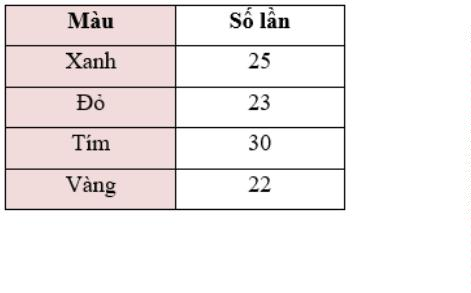 Màu Số lần
Xanh 25
Đỏ 23
Tím 30
Vàng 22